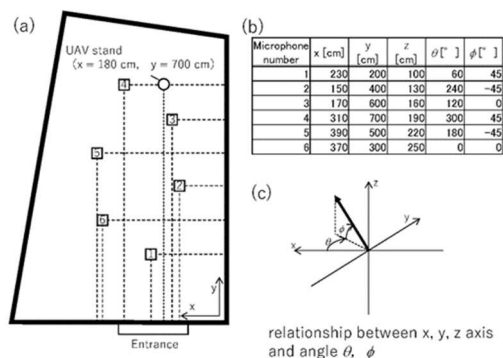 (a)
UAV stand
(x = 180 cm, y = 700 cm)
4
3
5
2
6
1
y
x
Entrance
(b)
Microphone number x [cm] y [cm] z [cm] θ[°] ϕ[°]
1 230 200 100 60 45
2 150 400 130 240 -45
3 170 600 160 120 0
4 310 700 190 300 45
5 390 500 220 180 -45
6 370 300 250 0 0
(c)
z
y
x
θ
ϕ
relationship between x, y, z axis
and angle θ, ϕ